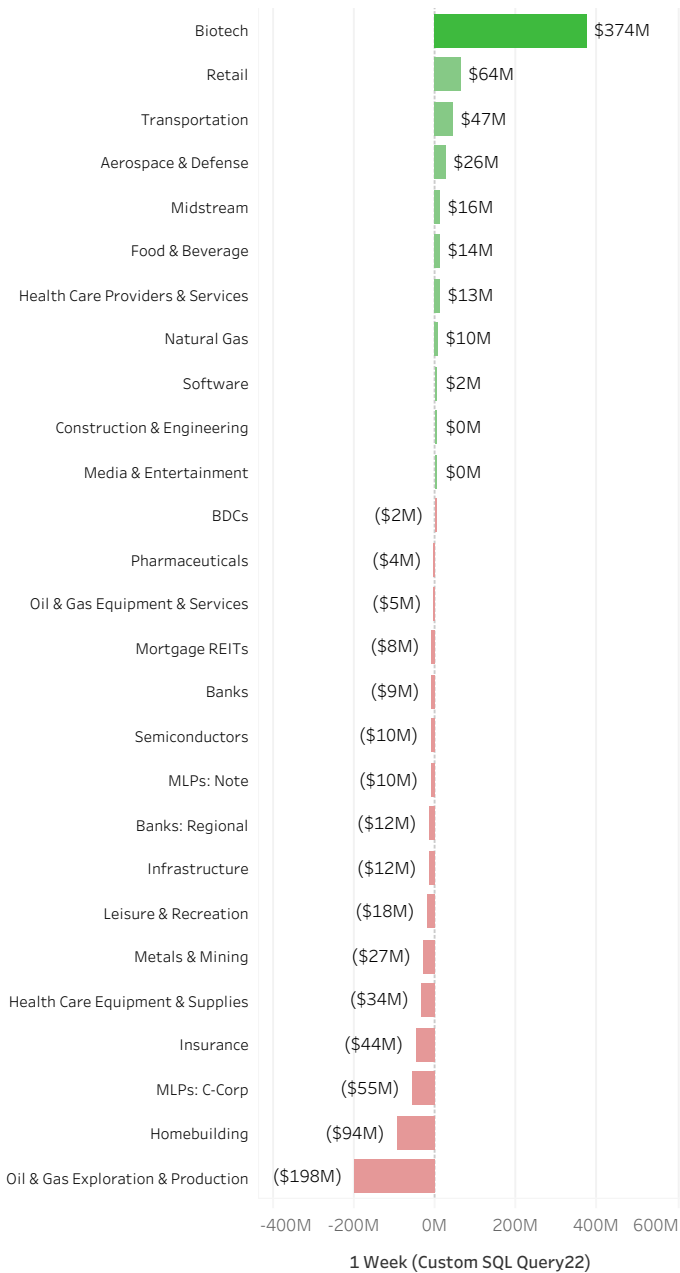 Biotech $374M
Retail $64M
Transportation $47M
Aerospace & Defense $26M
Midstream $16M
Food & Beverage $14M
Health Care Providers & Services $13M
Natural Gas $10M
Software $2M
Construction & Engineering $0M
Media & Entertainment $0M
BDCs ($2M)
Pharmaceuticals ($4M)
Oil & Gas Equipment & Services ($5M)
Mortgage REITs ($8M)
Banks ($9M)
Semiconductors ($10M)
MLPs: Note ($10M)
Banks: Regional ($12M)
Infrastructure ($12M)
Leisure & Recreation ($18M)
Metals & Mining ($27M)
Health Care Equipment & Supplies ($34M)
Insurance ($44M)
MLPs: C-Corp ($55M)
Homebuilding ($94M)
Oil & Gas Exploration & Production ($198M)
-400M -200M 0M 200M 400M 600M
1 Week (Custom SQL Query22)